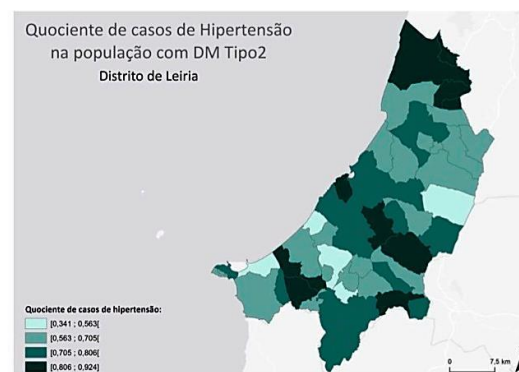 Quociente de casos de Hipertensão
na população com DM Tipo2
Distrito de Leiria
Quociente de casos de hipertensão:
[0,341 ; 0,563[
[0,563 ; 0,705[
[0,705 ; 0,806[
[0,806 ; 0,924]
0 7,5 km